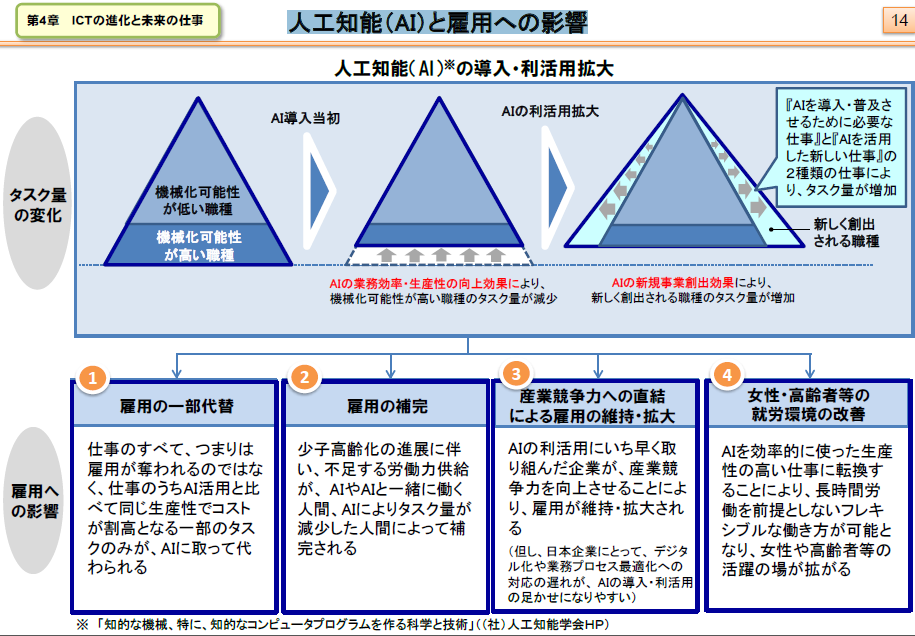 第4章　ICTの進化と未来の仕事
人工知能(AI)と雇用への影響
14
人工知能(AI)※の導入・利活用拡大
タスク量
の変化
機械化可能性
が低い職種
機械化可能性
が高い職種
AI導入当初
AIの利活用拡大
『AIを導入・普及さ
せるために必要な
仕事』と『AIを活用
した新しい仕事』の
2種類の仕事によ
り、タスク量が増加
新しく創出
される職種
AIの業務効率・生産性の向上効果により、
機械化可能性が高い職種のタスク量が減少
AIの新規事業創出効果により、
新しく創出される職種のタスク量が増加
雇用へ
の影響
1
雇用の一部代替
仕事のすべて、つまりは
雇用が奪われるのではな
く、仕事のうちAI活用と比
べて同じ生産性でコスト
が割高となる一部のタス
クのみが、AIに取って代
わられる
2
雇用の補完
少子高齢化の進展に伴
い、不足する労働力供給
が、AIやAIと一緒に働く
人間、AIによりタスク量が
減少した人間によって補
完される
3
産業競争力への直結
による雇用の維持・拡大
AIの利活用にいち早く取
り組んだ企業が、産業競
争力を向上させることによ
り、雇用が維持・拡大され
る
(但し、日本企業にとって、デジタ
ル化や業務プロセス最適化への
対応の遅れが、AIの導入・利活用
の足かせになりやすい)
4
女性・高齢者等の
就労環境の改善
AIを効率的に使った生産
性の高い仕事に転換す
ることにより、長時間労
働を前提としないフレキ
シブルな働き方が可能と
なり、女性や高齢者等の
活躍の場が拡がる
※　「知的な機械、特に、知的なコンピュータプログラムを作る科学と技術」((社)人工知能学会HP)